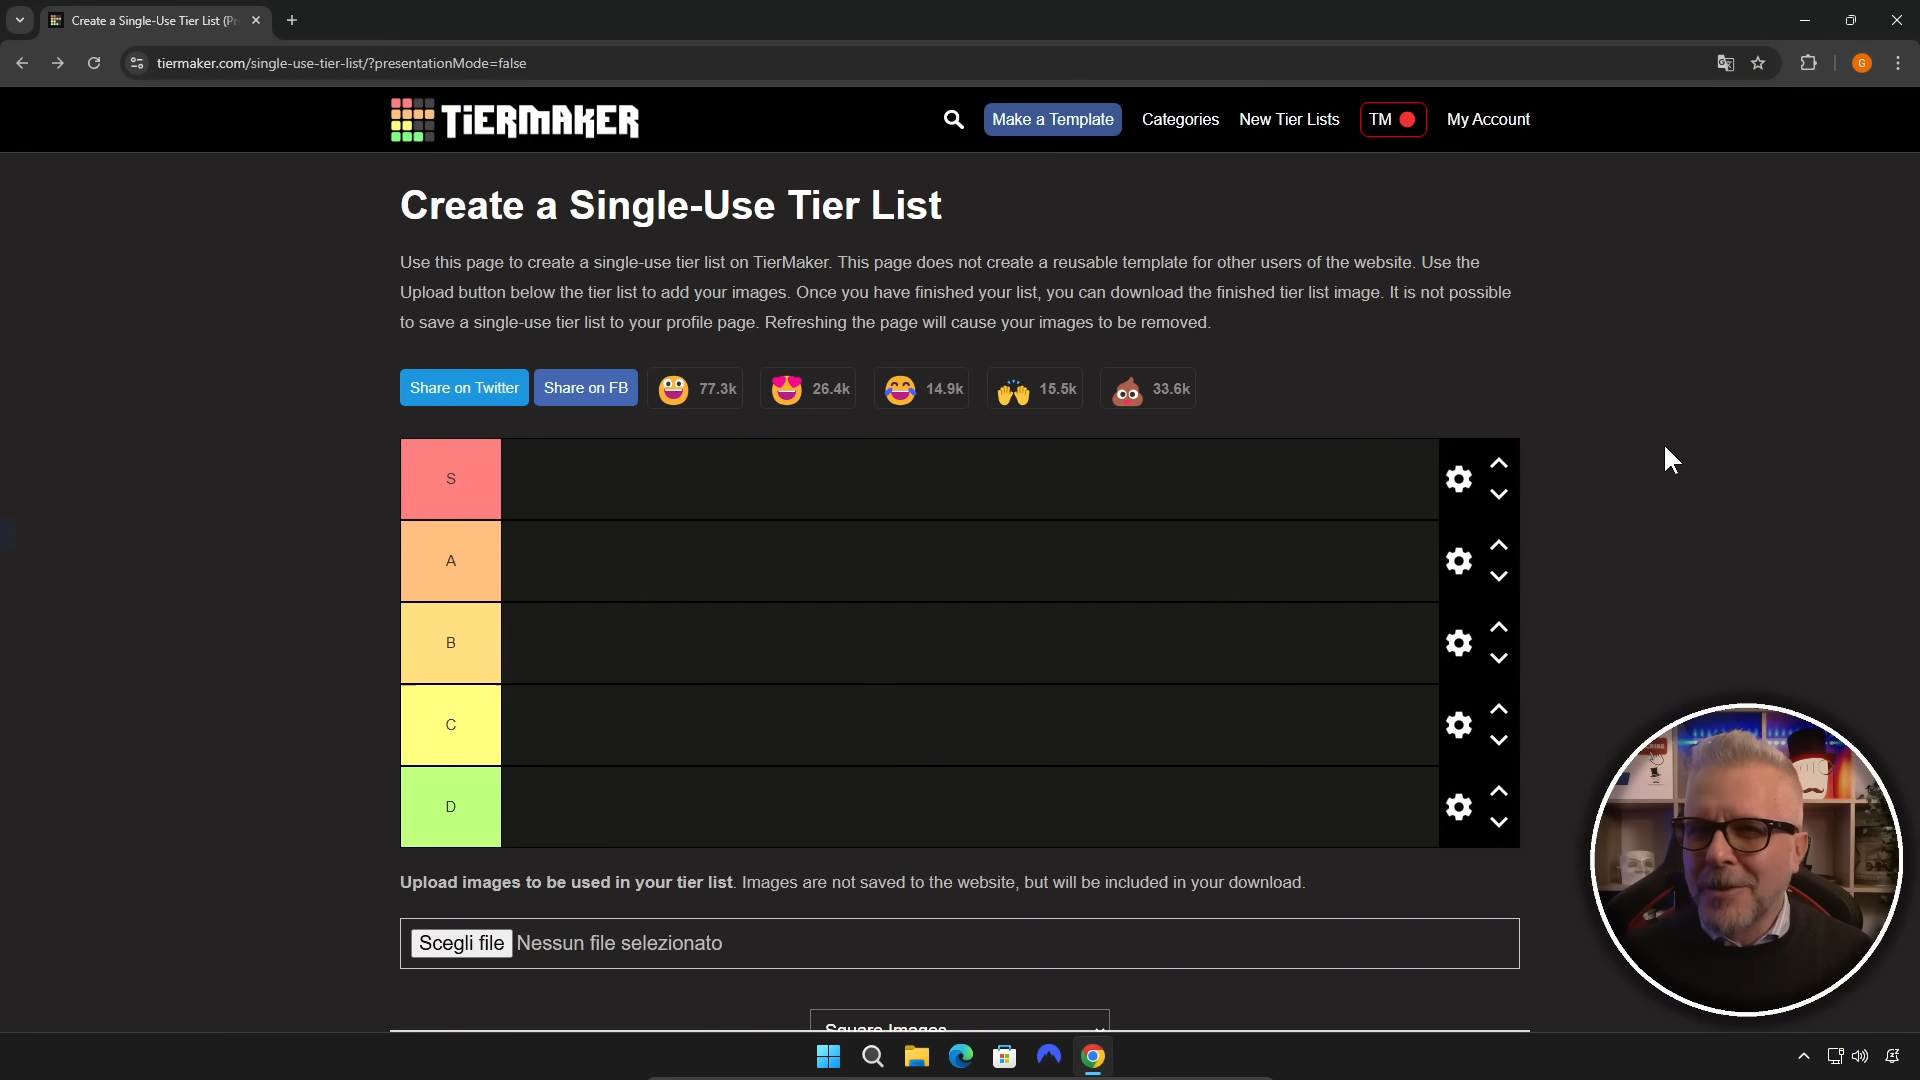 Create a Single-Use Tier List (Pr
tiermaker.com/single-use-tier-list/?presentationMode=false
G
TiERMAKER
Make a Template
Categories
New Tier Lists
TM
My Account
Create a Single-Use Tier List
Use this page to create a single-use tier list on TierMaker. This page does not create a reusable template for other users of the website. Use the
Upload button below the tier list to add your images. Once you have finished your list, you can download the finished tier list image. It is not possible
to save a single-use tier list to your profile page. Refreshing the page will cause your images to be removed.
Share on Twitter
Share on FB
77.3k
26.4k
14.9k
15.5k
33.6k
S
A
B
C
D
Upload images to be used in your tier list. Images are not saved to the website, but will be included in your download.
Scegli file
Nessun file selezionato
Square Images